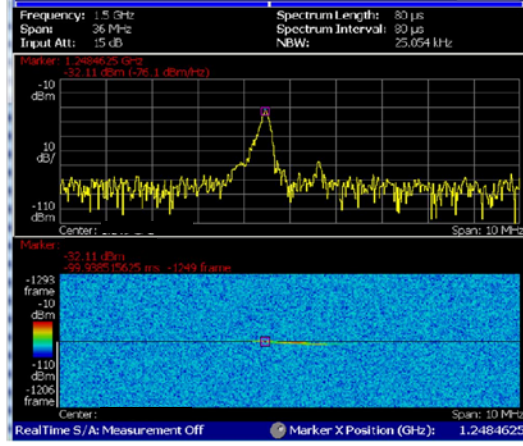 Frequency: 1.5 GHz Spectrum Length: 80 µs
Span: 36 MHz Spectrum Interval: 80 µs
Input Att: 15 dB NBW: 25.054 kHz
Marker: 1.2484625 GHz
-32.11 dBm (-76.1 dBm/Hz)
-10
dBm
10
dB/
-110
dBm
Center: Span: 10 MHz
Marker:
-32.11 dBm
-99.938515625 ms -1249 frame
-1293
frame
-10
dBm
-110
dBm
-1206
frame
Center: Span: 10 MHz
RealTime S/A: Measurement Off Marker X Position (GHz): 1.2484625